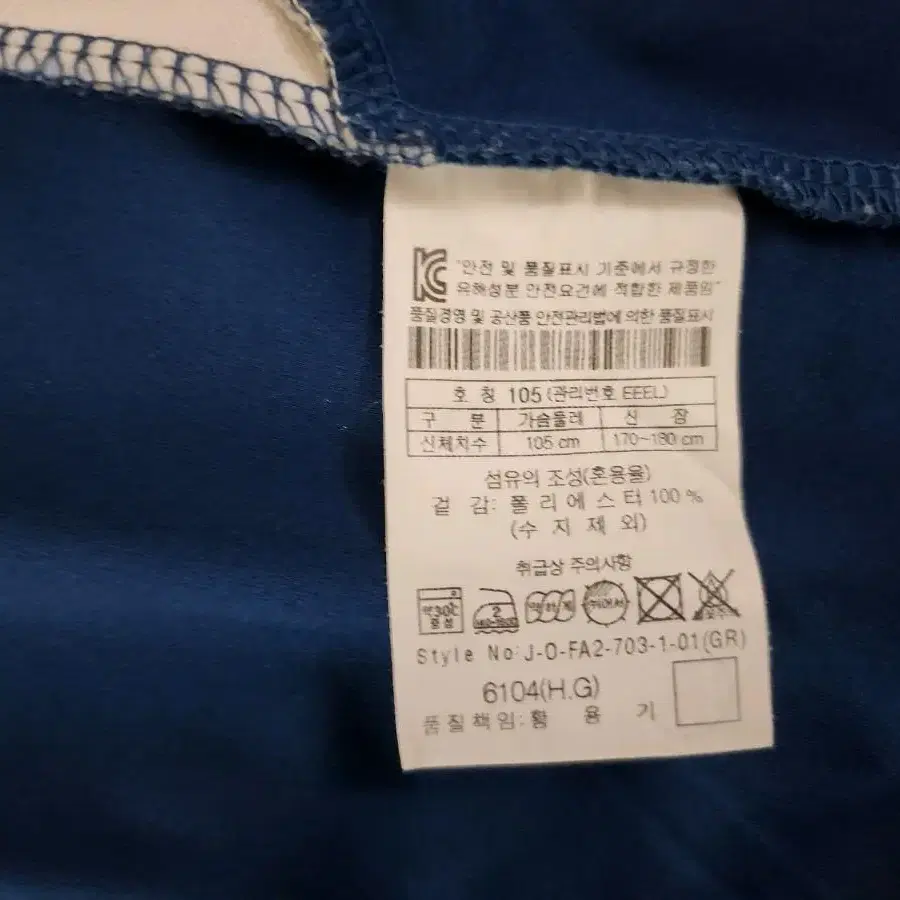 KC "안전 및 품질표시 기준에서 규정한
유해성분 안전요건에 적합한 제품임"
품질경영 및 공산품 안전관리법에 의한 품질표시
호 칭 105 (관리번호 EEEL)
구 분 가슴둘레 신 장
신체치수 105 cm 170~180 cm
섬유의 조성(혼용율)
겉 감: 폴리에스터 100 %
(수 지 제 외)
취급상 주의사항
약 30℃ 중성 2
Style No:J-O-FA2-703-1-01(GR)
6104(H.G)
품질책임: 황 용 기